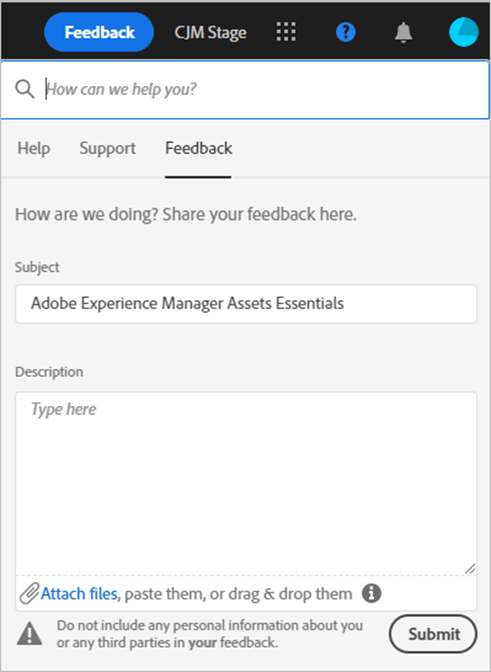 Feedback CJM Stage
How can we help you?
Help Support Feedback
How are we doing? Share your feedback here.
Subject
Adobe Experience Manager Assets Essentials
Description
Type here
Attach files, paste them, or drag & drop them
Do not include any personal information about you
or any third parties in your feedback.
Submit